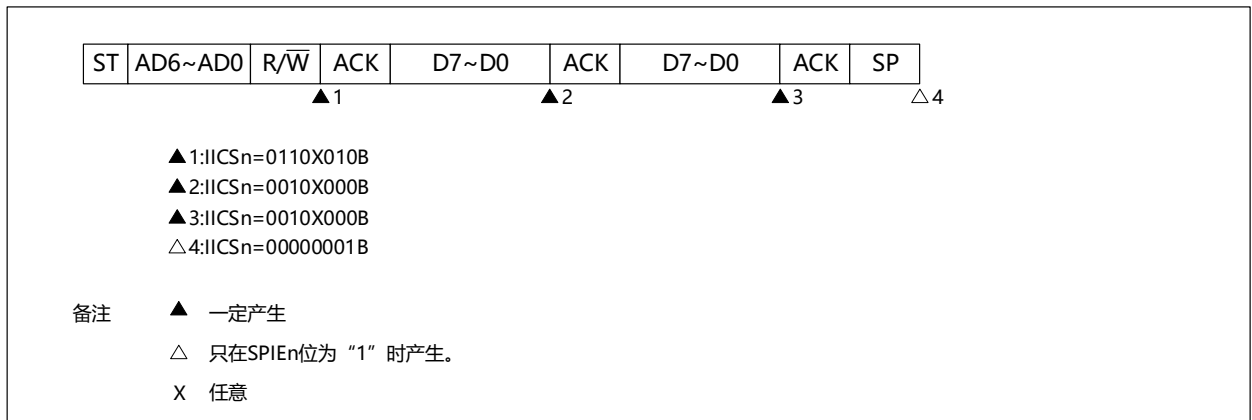 ST AD6~AD0 R/W̅ ACK D7~D0 ACK D7~D0 ACK SP
▲1 ▲2 ▲3 △4
▲1:IICSn=0110X010B
▲2:IICSn=0010X000B
▲3:IICSn=0010X000B
△4:IICSn=00000001B
备注 ▲ 一定产生
△ 只在SPIEn位为“1”时产生。
X 任意